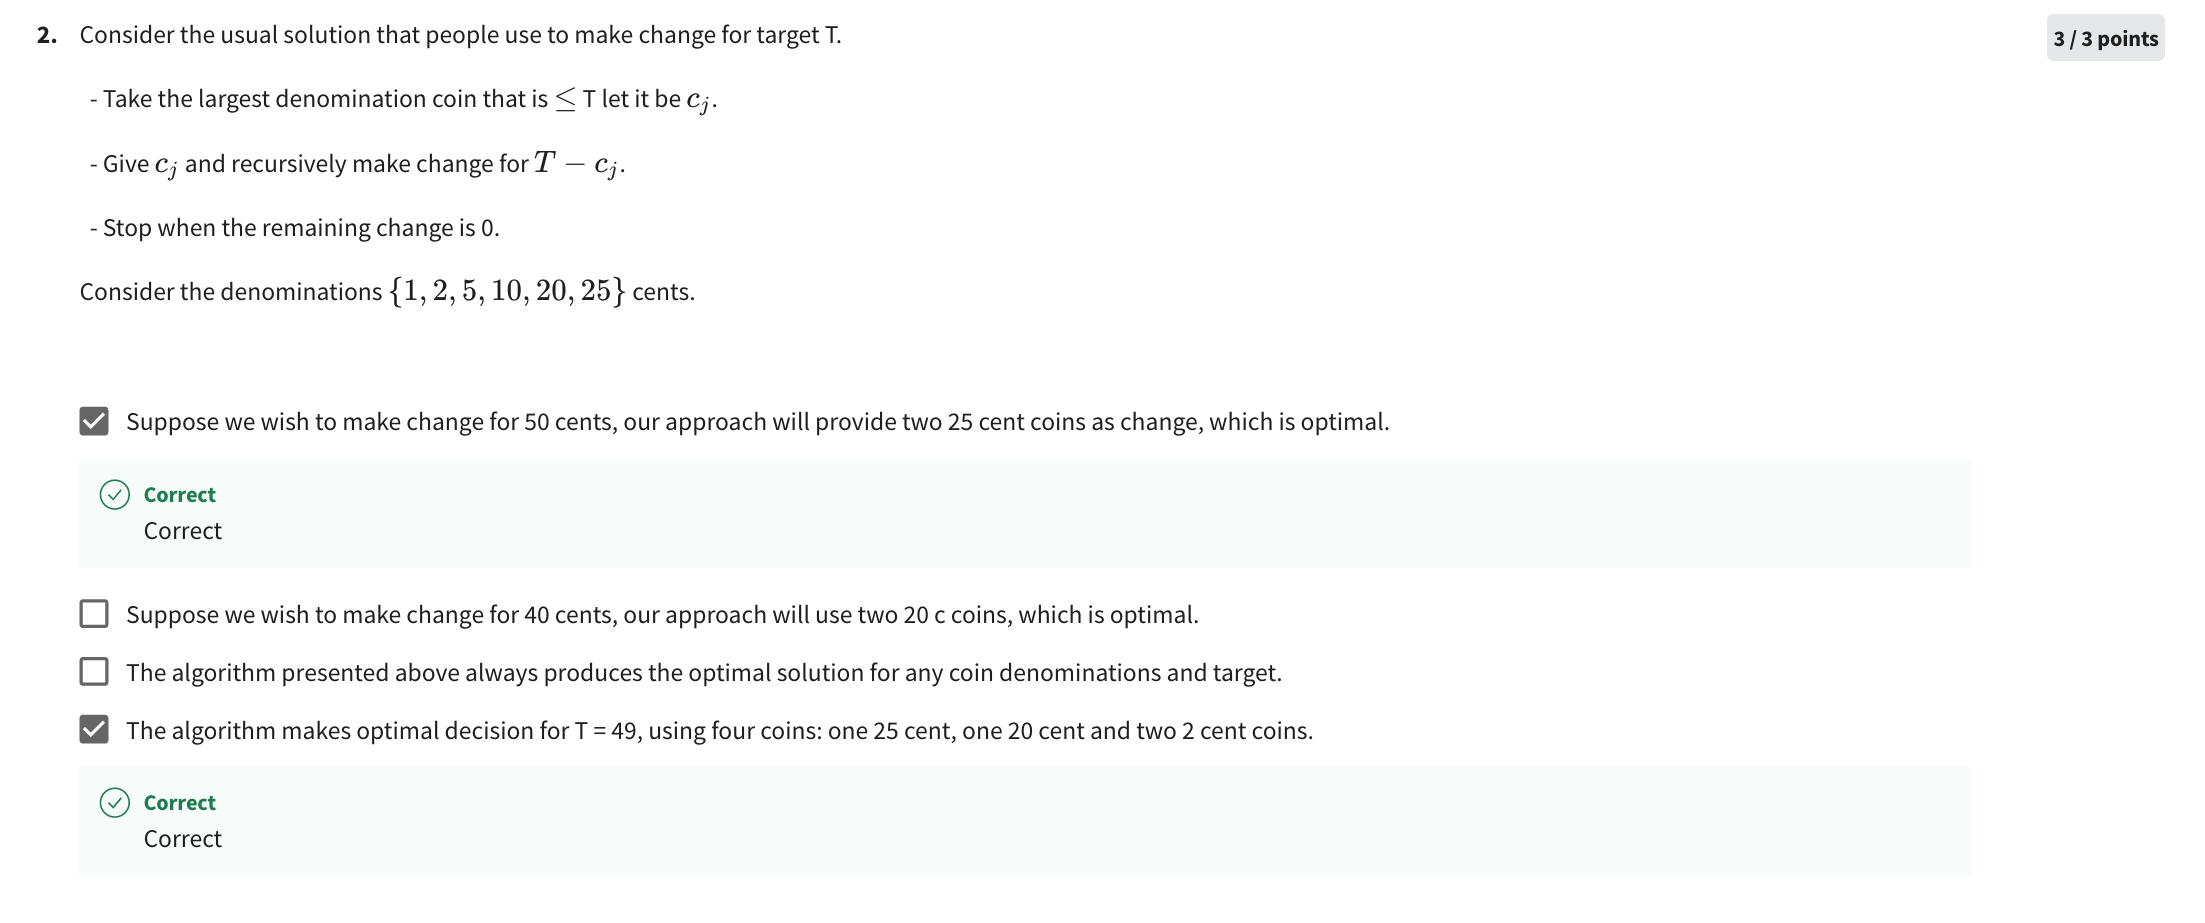 2. Consider the usual solution that people use to make change for target T.
3 / 3 points
- Take the largest denomination coin that is ≤ T let it be cⱼ.
- Give cⱼ and recursively make change for T − cⱼ.
- Stop when the remaining change is 0.
Consider the denominations {1, 2, 5, 10, 20, 25} cents.
Suppose we wish to make change for 50 cents, our approach will provide two 25 cent coins as change, which is optimal.
Correct
Correct
Suppose we wish to make change for 40 cents, our approach will use two 20 c coins, which is optimal.
The algorithm presented above always produces the optimal solution for any coin denominations and target.
The algorithm makes optimal decision for T = 49, using four coins: one 25 cent, one 20 cent and two 2 cent coins.
Correct
Correct